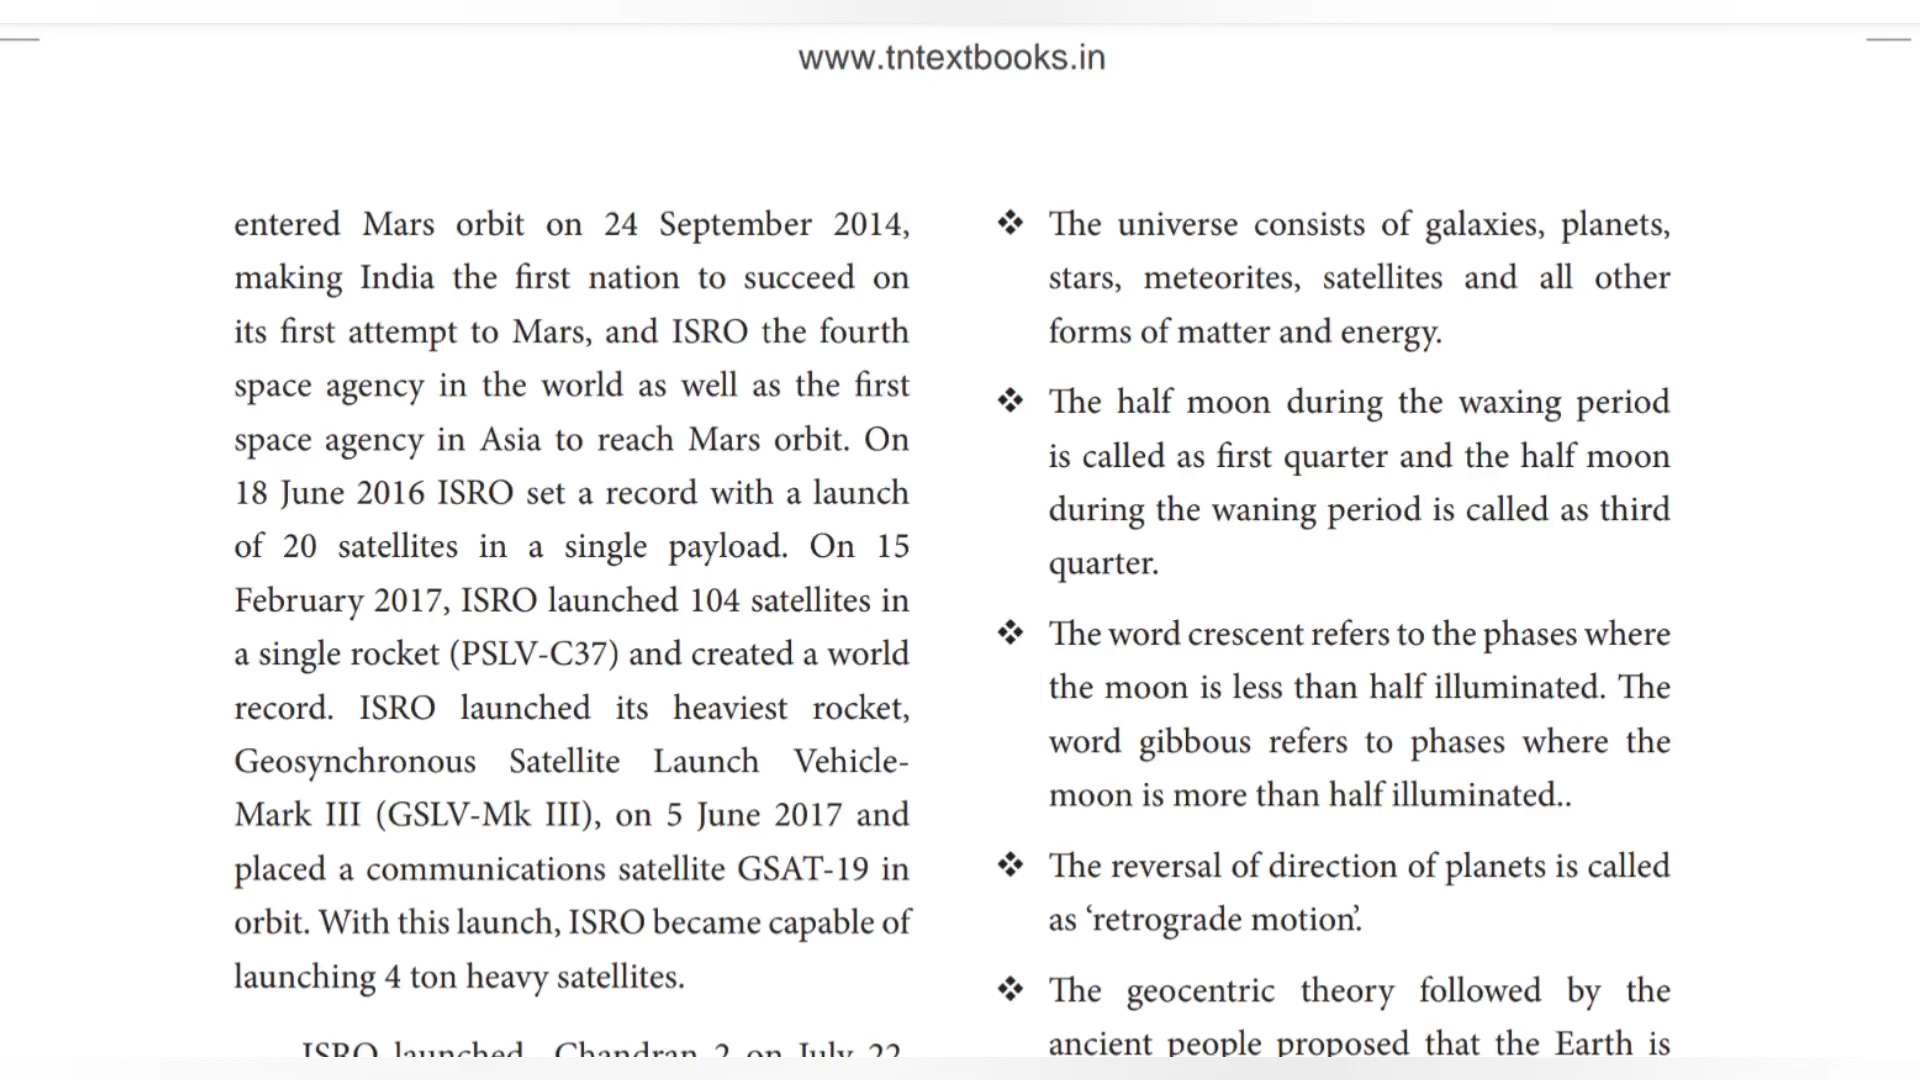 www.tntextbooks.in
entered Mars orbit on 24 September 2014,
making India the first nation to succeed on
its first attempt to Mars, and ISRO the fourth
space agency in the world as well as the first
space agency in Asia to reach Mars orbit. On
18 June 2016 ISRO set a record with a launch
of 20 satellites in a single payload. On 15
February 2017, ISRO launched 104 satellites in
a single rocket (PSLV-C37) and created a world
record. ISRO launched its heaviest rocket,
Geosynchronous Satellite Launch Vehicle-
Mark III (GSLV-Mk III), on 5 June 2017 and
placed a communications satellite GSAT-19 in
orbit. With this launch, ISRO became capable of
launching 4 ton heavy satellites.
ISRO launched Chandran 2 on July 22,
❖ The universe consists of galaxies, planets,
stars, meteorites, satellites and all other
forms of matter and energy.
❖ The half moon during the waxing period
is called as first quarter and the half moon
during the waning period is called as third
quarter.
❖ The word crescent refers to the phases where
the moon is less than half illuminated. The
word gibbous refers to phases where the
moon is more than half illuminated..
❖ The reversal of direction of planets is called
as ‘retrograde motion’.
❖ The geocentric theory followed by the
ancient people proposed that the Earth is